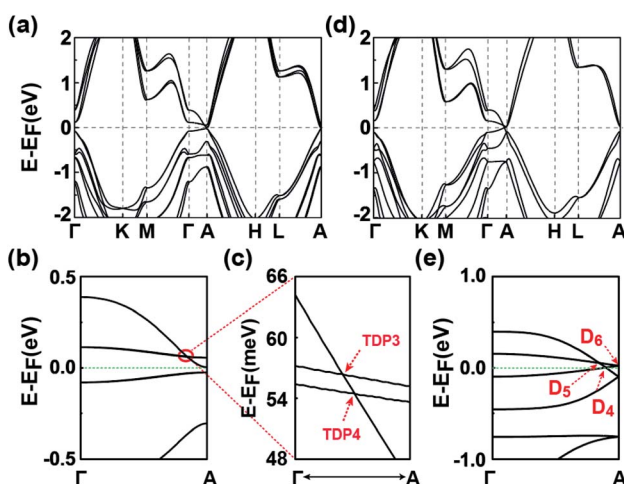 (a)
2
1
0
-1
-2
E-EF(eV)
Γ K M Γ A H L A
(d)
2
1
0
-1
-2
E-EF(eV)
Γ K M Γ A H L A
(b)
0.5
0.0
-0.5
E-EF(eV)
Γ A
(c)
66
60
54
48
E-EF(meV)
TDP3
TDP4
Γ A
(e)
1.0
0.0
-1.0
E-EF(eV)
D6
D5
D4
Γ A